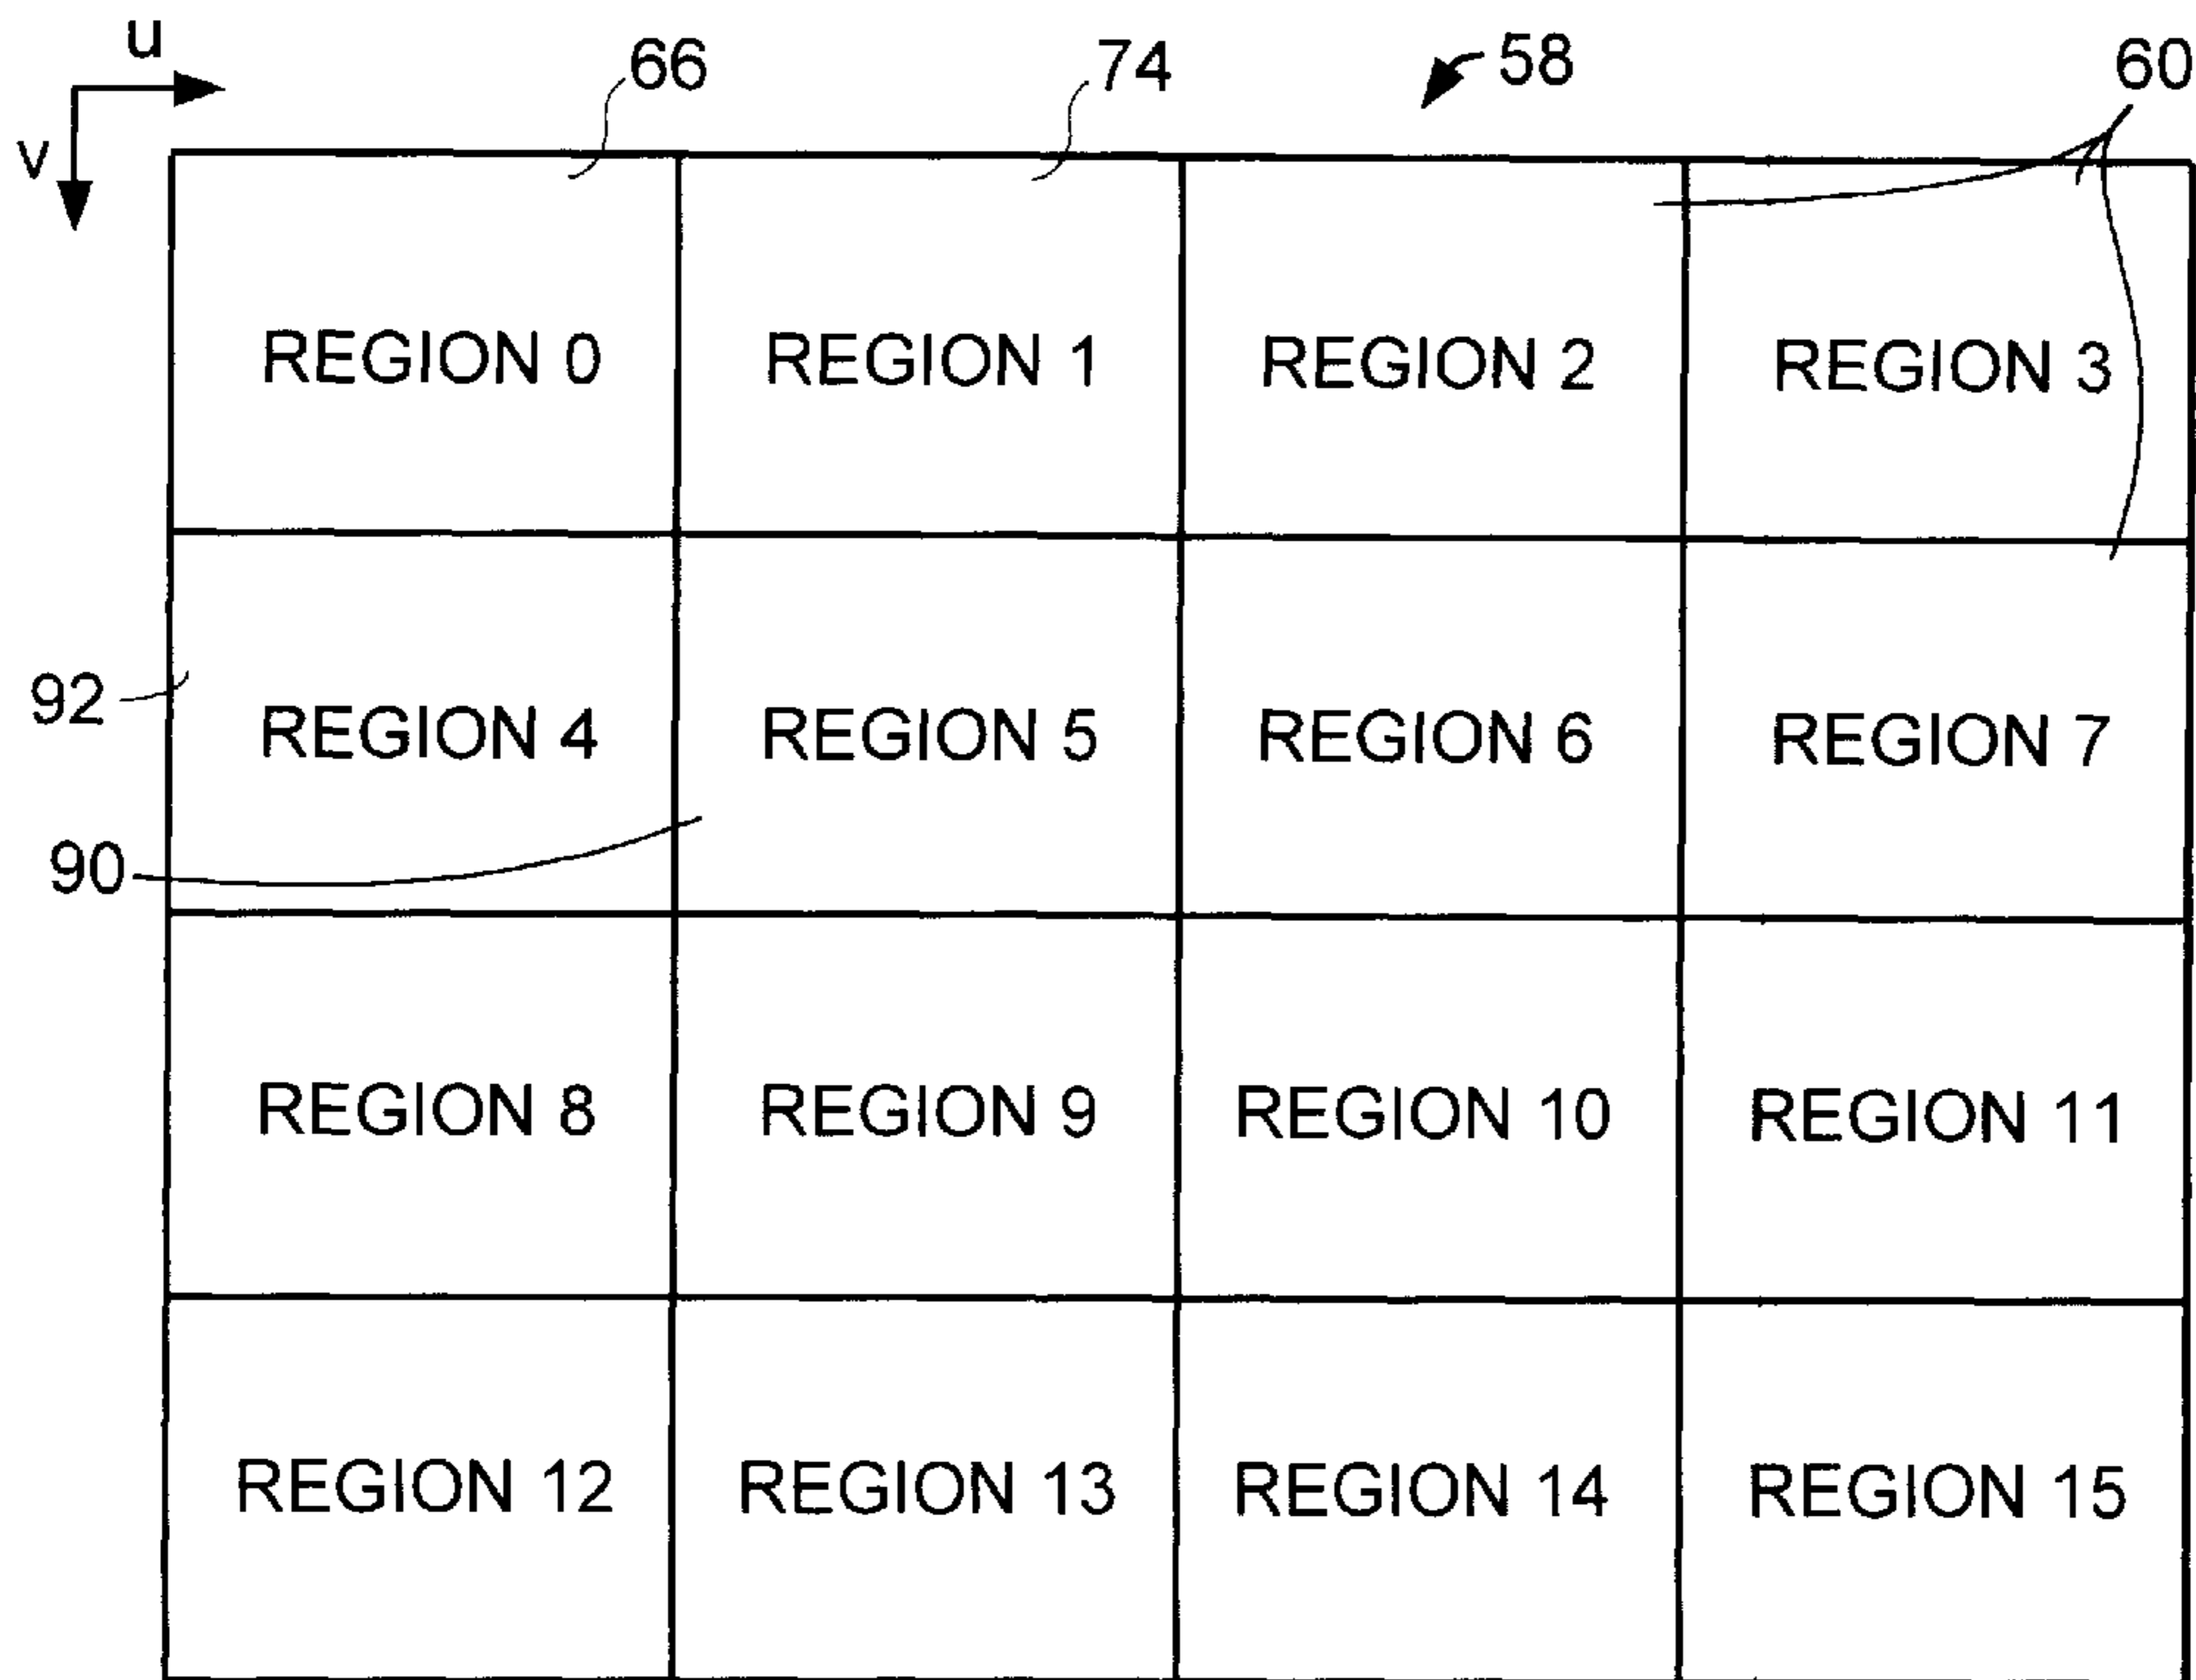 u
v
66
74
58
60
REGION 0
REGION 1
REGION 2
REGION 3
92
REGION 4
REGION 5
REGION 6
REGION 7
90
REGION 8
REGION 9
REGION 10
REGION 11
REGION 12
REGION 13
REGION 14
REGION 15